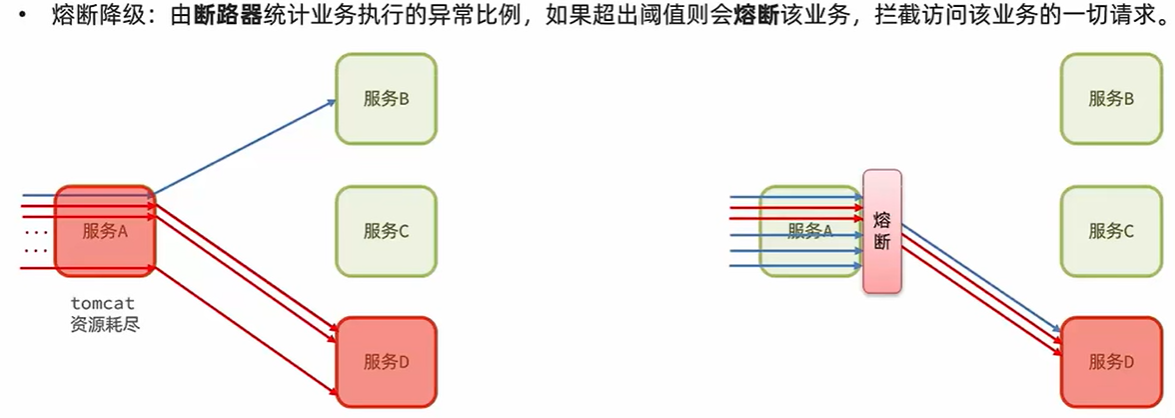 • 熔断降级：由断路器统计业务执行的异常比例，如果超出阈值则会熔断该业务，拦截访问该业务的一切请求。
服务B
服务B
服务A
服务C
服务A
熔
断
服务C
...
...
tomcat
资源耗尽
服务D
服务D